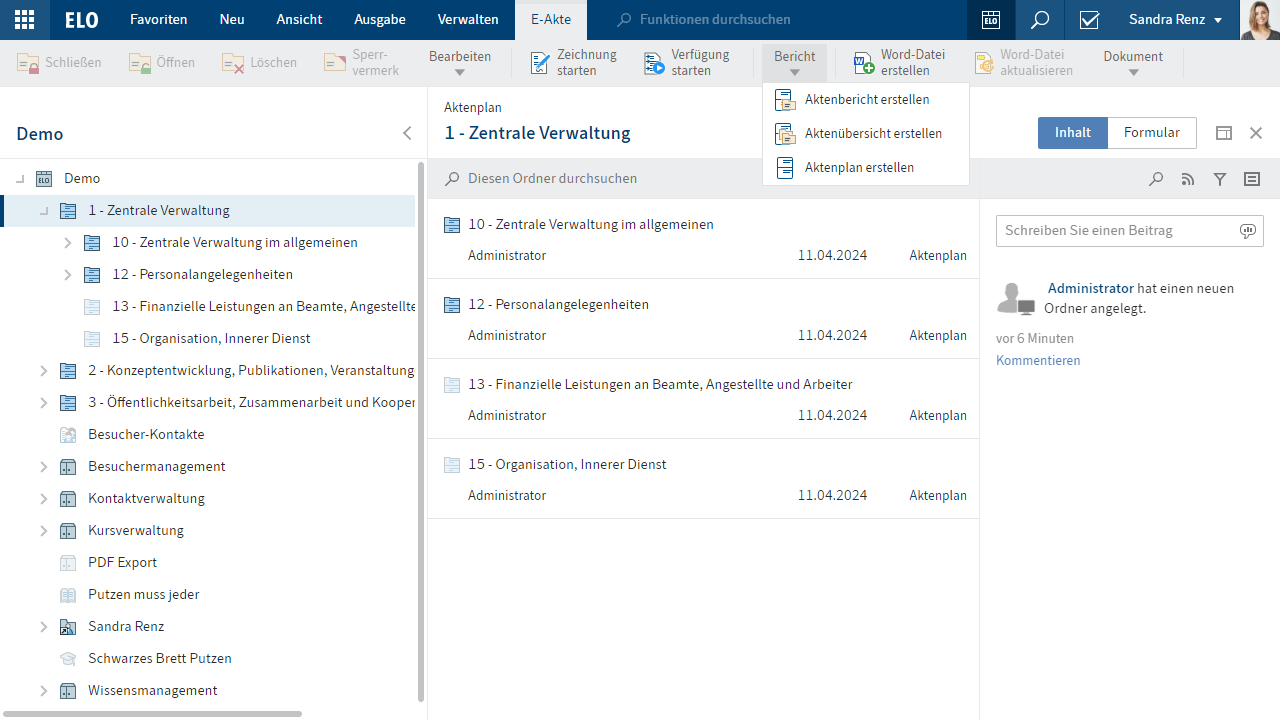 ELO Favoriten Neu Ansicht Ausgabe Verwalten E-Akte Funktionen durchsuchen ELO Sandra Renz
Schließen Öffnen Löschen Sperr-
vermerk Bearbeiten Zeichnung
starten Verfügung
starten Bericht Word-Datei
erstellen Word-Datei
aktualisieren Dokument
Aktenbericht erstellen
Aktenübersicht erstellen
Aktenplan erstellen
Demo
Aktenplan
1 - Zentrale Verwaltung
Inhalt Formular
ELO Demo
1 - Zentrale Verwaltung
10 - Zentrale Verwaltung im allgemeinen
12 - Personalangelegenheiten
13 - Finanzielle Leistungen an Beamte, Angestellte
15 - Organisation, Innerer Dienst
2 - Konzeptentwicklung, Publikationen, Veranstaltung
3 - Öffentlichkeitsarbeit, Zusammenarbeit und Kooper
Besucher-Kontakte
Besuchermanagement
Kontaktverwaltung
Kursverwaltung
PDF Export
Putzen muss jeder
Sandra Renz
Schwarzes Brett Putzen
Wissensmanagement
Diesen Ordner durchsuchen
10 - Zentrale Verwaltung im allgemeinen
Administrator 11.04.2024 Aktenplan
12 - Personalangelegenheiten
Administrator 11.04.2024 Aktenplan
13 - Finanzielle Leistungen an Beamte, Angestellte und Arbeiter
Administrator 11.04.2024 Aktenplan
15 - Organisation, Innerer Dienst
Administrator 11.04.2024 Aktenplan
Schreiben Sie einen Beitrag
Administrator hat einen neuen
Ordner angelegt.
vor 6 Minuten
Kommentieren